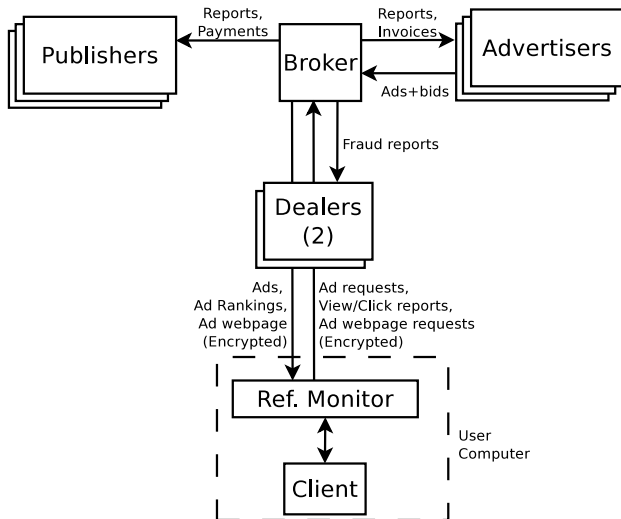 Reports,
Payments
Reports,
Invoices
Publishers
Broker
Advertisers
Ads+bids
Fraud reports
Dealers
(2)
Ads,
Ad Rankings,
Ad webpage
(Encrypted)
Ad requests,
View/Click reports,
Ad webpage requests
(Encrypted)
Ref. Monitor
User
Computer
Client